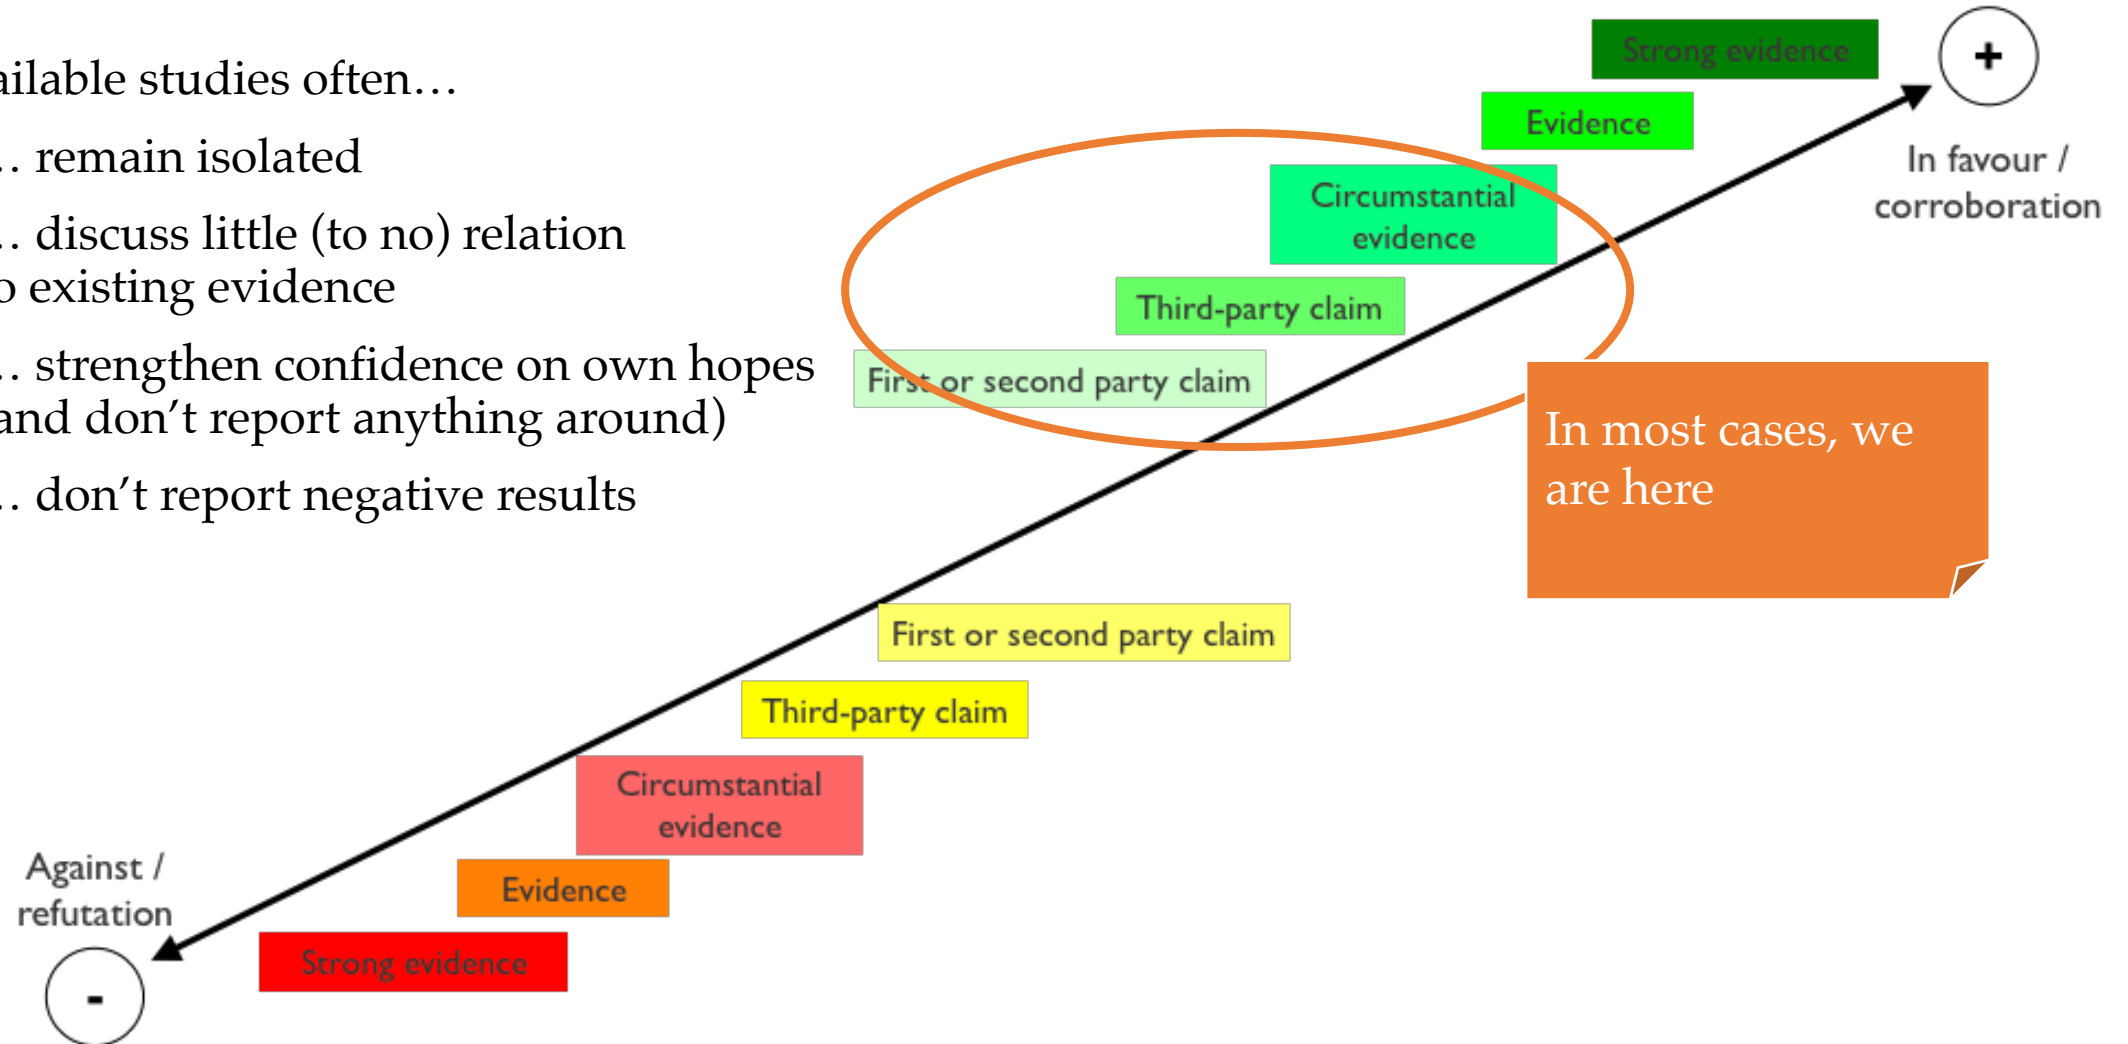 ailable studies often…
.. remain isolated
.. discuss little (to no) relation
o existing evidence
.. strengthen confidence on own hopes
and don’t report anything around)
.. don’t report negative results
Strong evidence
+
Evidence
In favour /
corroboration
Circumstantial
evidence
Third-party claim
First or second party claim
In most cases, we
are here
First or second party claim
Third-party claim
Circumstantial
evidence
Against /
refutation
Evidence
Strong evidence
-